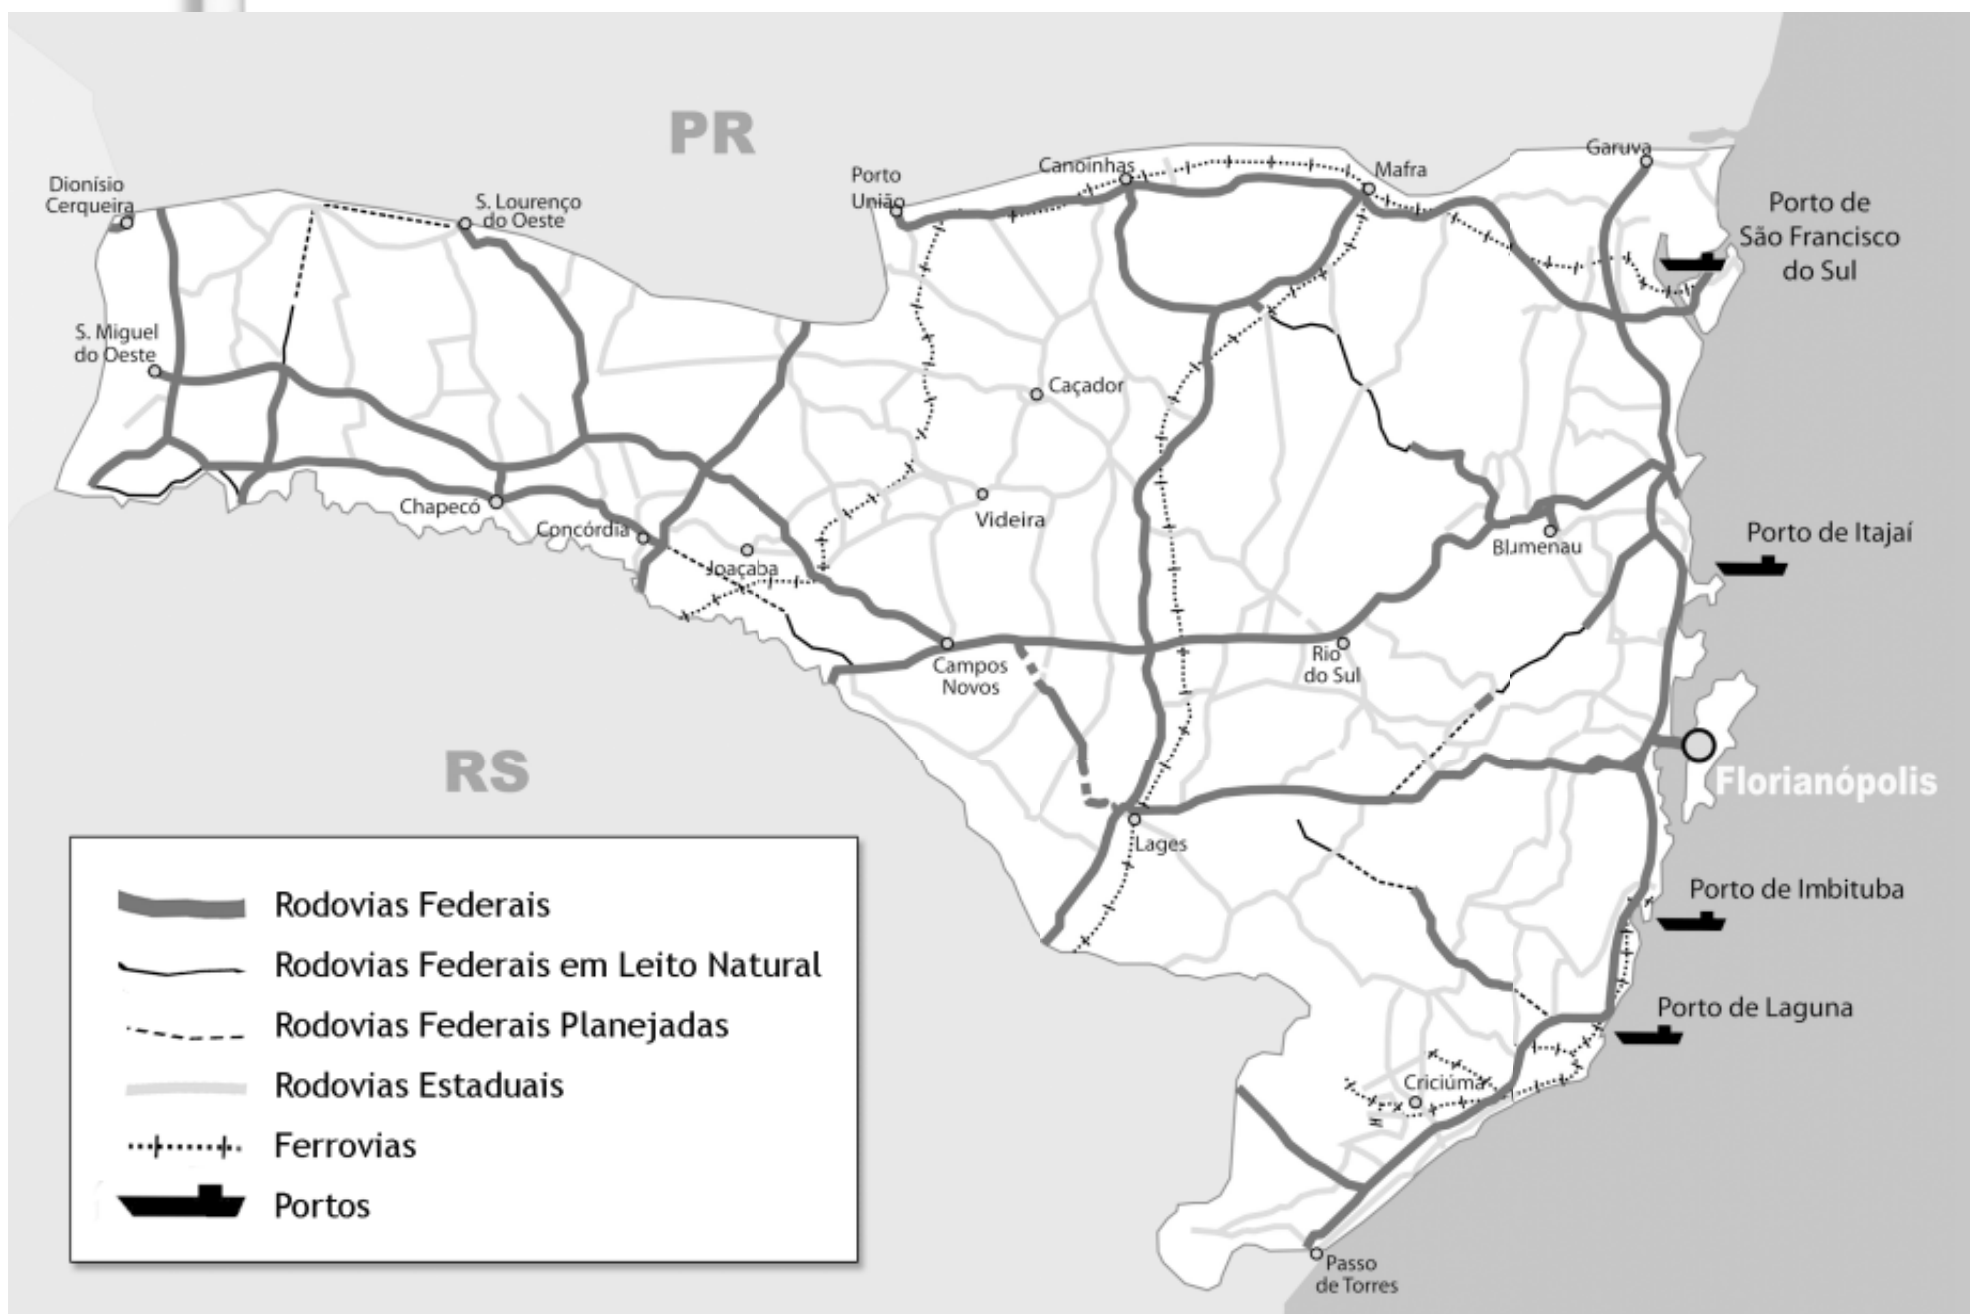 PR
Garuva
Canoinhas
Mafra
Porto
União
Dionísio
Cerqueira
S. Lourenço
do Oeste
Porto de
São Francisco
do Sul
S. Miguel
do Oeste
Caçador
Chapecó
Concórdia
Videira
Joaçaba
Blumenau
Porto de Itajaí
Campos
Novos
Rio
do Sul
RS
Florianópolis
Lages
Porto de Imbituba
Porto de Laguna
Criciúma
Passo
de Torres
Rodovias Federais
Rodovias Federais em Leito Natural
Rodovias Federais Planejadas
Rodovias Estaduais
Ferrovias
Portos